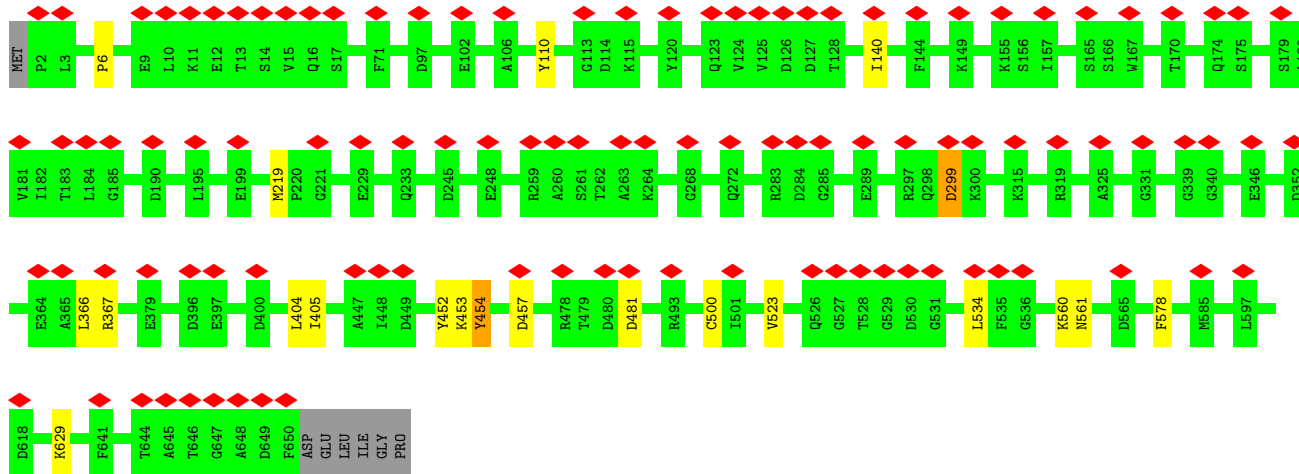 MET P2 L3 P6 E9 L10 K11 E12 T13 S14 V15 Q16 S17 F71 D97 E102 A106 Y110 G113 D114 K115 Y120 Q123 V124 V125 D126 D127 T128 I140 F144 K149 K155 S156 I157 S165 S166 W167 T170 Q174 S175 S179
V181 I182 T183 L184 G185 D190 L195 E199 M219 P220 G221 E229 Q233 D245 E248 R259 A260 S261 T262 A263 K264 G268 Q272 R283 D284 G285 E289 R297 Q298 D299 K300 K315 R319 A325 G331 G339 G340 E346 D352
E364 A365 L366 R367 E379 D396 E397 D400 L404 I405 A447 I448 D449 Y452 K453 Y454 D457 R478 T479 D480 D481 R493 C500 I501 V523 Q526 G527 T528 G529 D530 G531 L534 F535 G536 K560 N561 D565 F578 M585 L597
D618 K629 F641 T644 A645 T646 G647 A648 D649 F650 ASP GLU LEU ILE GLY PRO